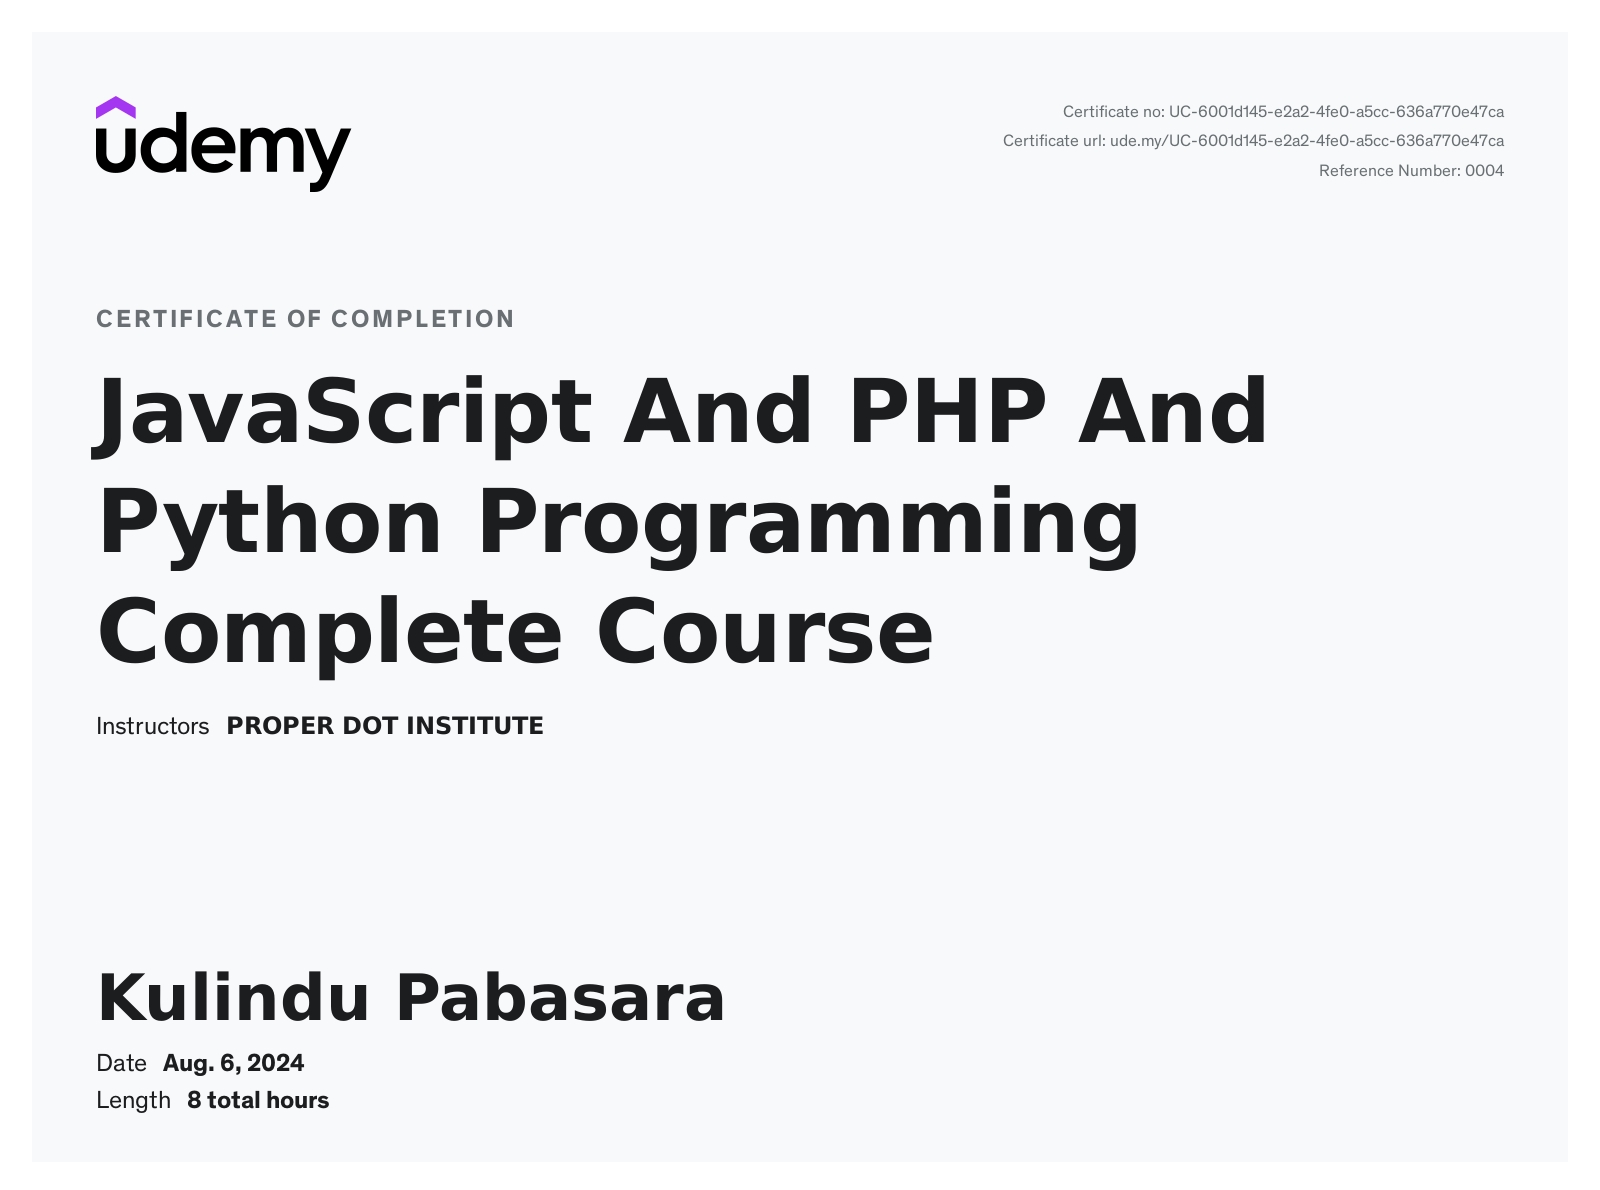 udemy
Certificate no: UC-6001d145-e2a2-4fe0-a5cc-636a770e47ca
Certificate url: ude.my/UC-6001d145-e2a2-4fe0-a5cc-636a770e47ca
Reference Number: 0004
CERTIFICATE OF COMPLETION
JavaScript And PHP And
Python Programming
Complete Course
Instructors PROPER DOT INSTITUTE
Kulindu Pabasara
Date Aug. 6, 2024
Length 8 total hours